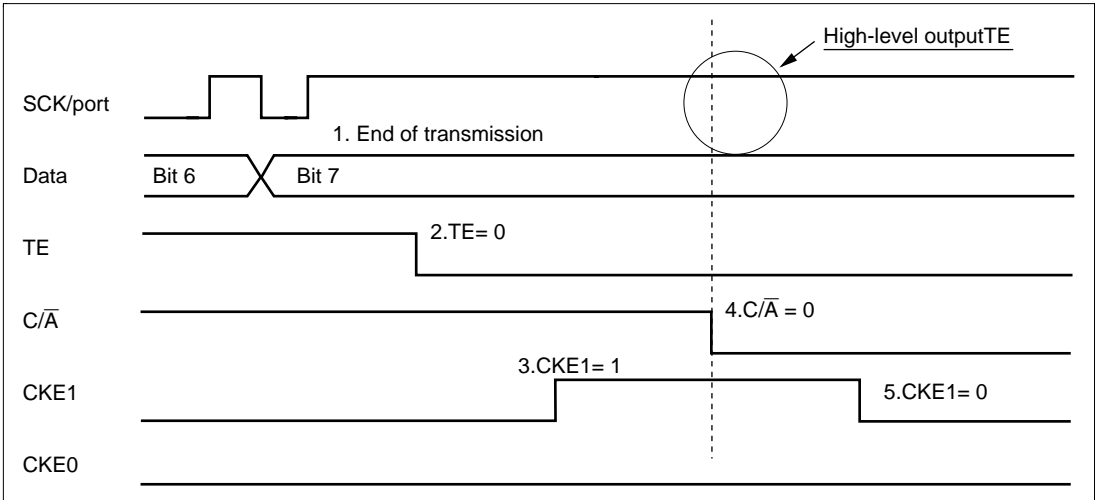 High-level outputTE
SCK/port
1. End of transmission
Data
Bit 6
Bit 7
TE
2.TE= 0
C/A̅
4.C/A̅ = 0
3.CKE1= 1
CKE1
5.CKE1= 0
CKE0